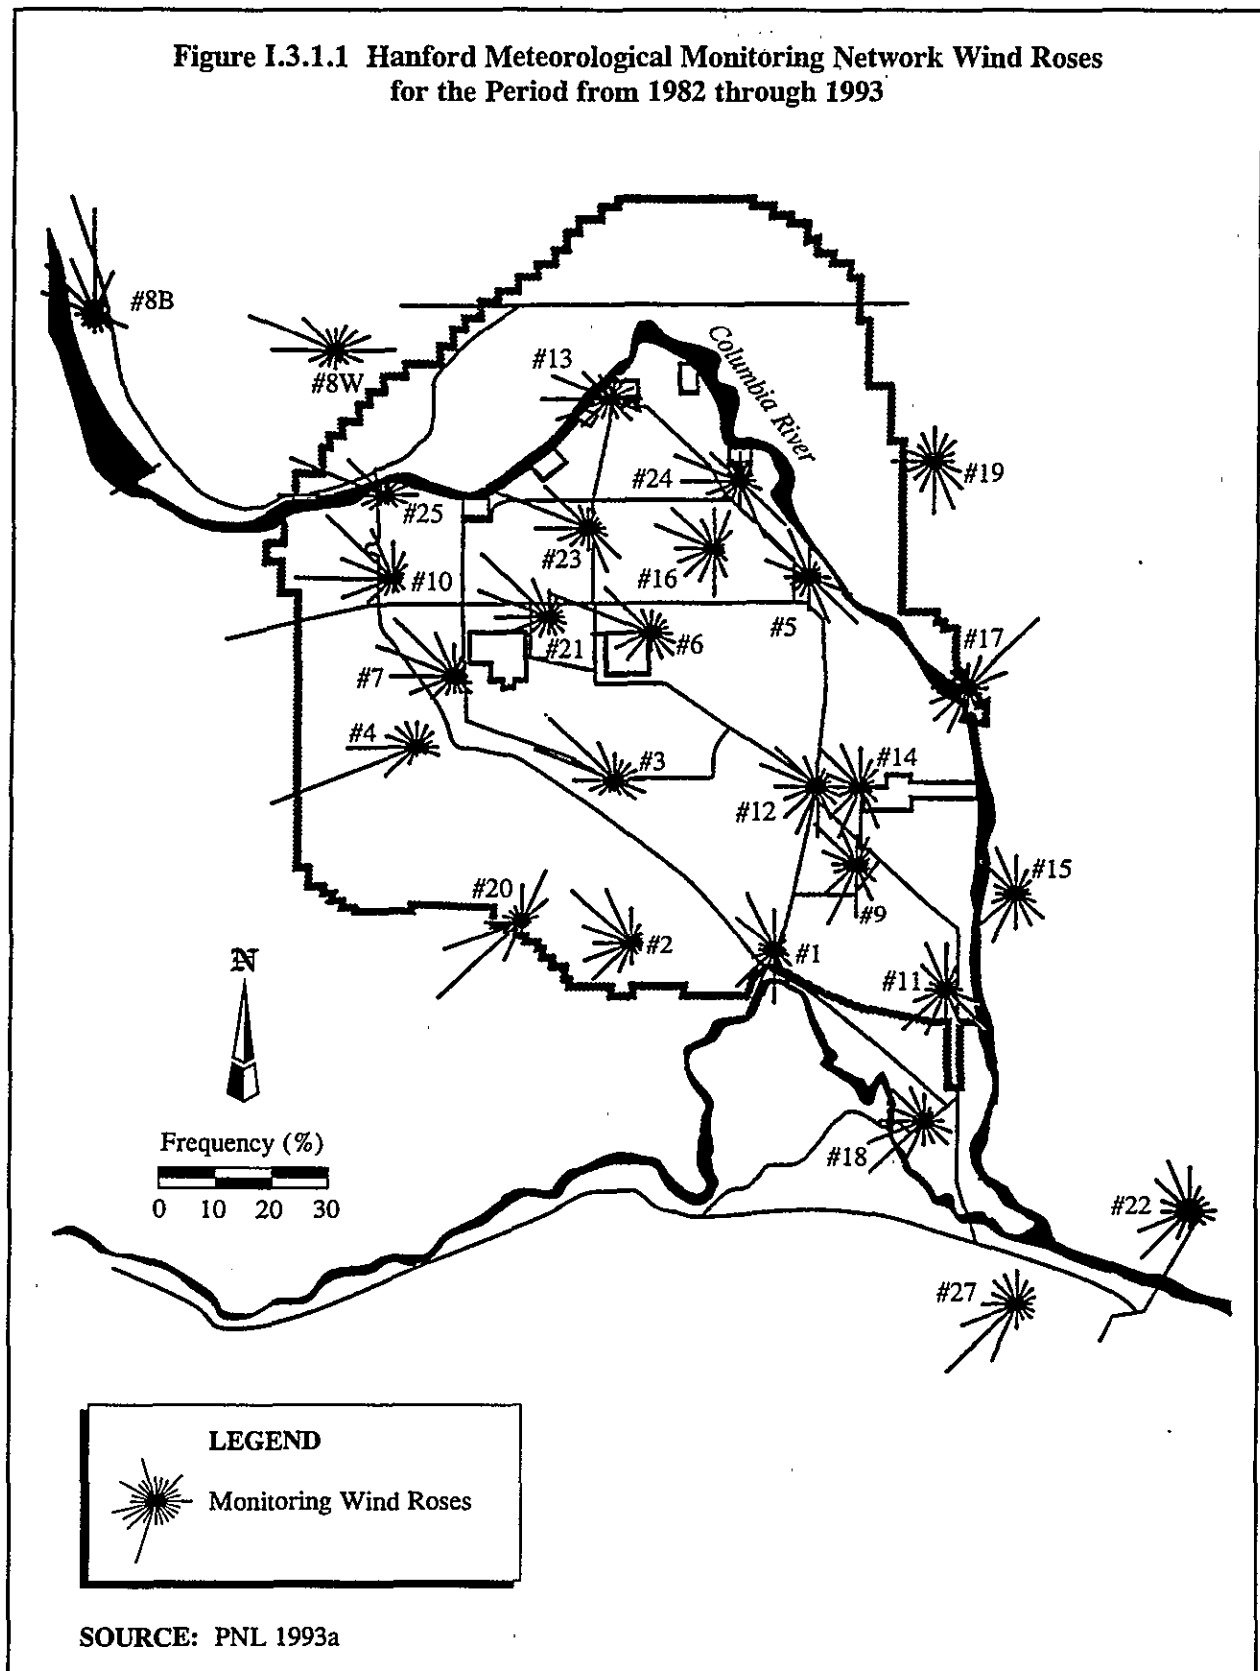 Figure I.3.1.1 Hanford Meteorological Monitoring Network Wind Roses
for the Period from 1982 through 1993
#8B
#8W
#13
Columbia River
#24
#19
#25
#23
#16
#10
#5
#21
#6
#17
#7
#4
#3
#14
#12
#15
#20
#9
#2
#1
#11
N
Frequency (%)
0 10 20 30
#18
#22
#27
LEGEND
Monitoring Wind Roses
SOURCE: PNL 1993a